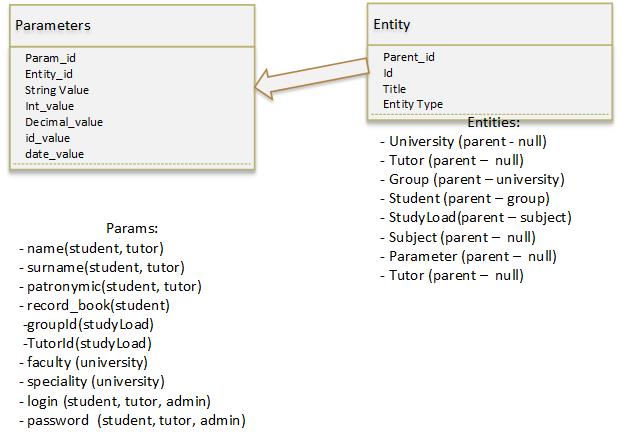 Parameters
Param_id
Entity_id
String Value
Int_value
Decimal_value
id_value
date_value
Entity
Parent_id
Id
Title
Entity Type
Entities:
- University (parent - null)
- Tutor (parent – null)
- Group (parent – university)
- Student (parent – group)
- StudyLoad(parent – subject)
- Subject (parent – null)
- Parameter (parent – null)
- Tutor (parent – null)
Params:
- name(student, tutor)
- surname(student, tutor)
- patronymic(student, tutor)
- record_book(student)
-groupId(studyLoad)
-TutorId(studyLoad)
- faculty (university)
- speciality (university)
- login (student, tutor, admin)
- password (student, tutor, admin)